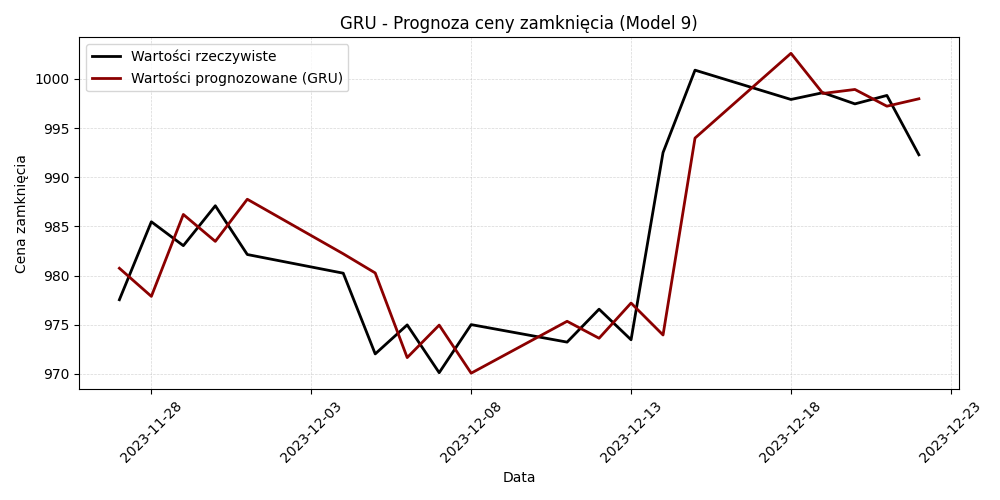 GRU - Prognoza ceny zamknięcia (Model 9)
Wartości rzeczywiste
Wartości prognozowane (GRU)
Cena zamknięcia
1000
995
990
985
980
975
970
2023-11-28
2023-12-03
2023-12-08
2023-12-13
2023-12-18
2023-12-23
Data